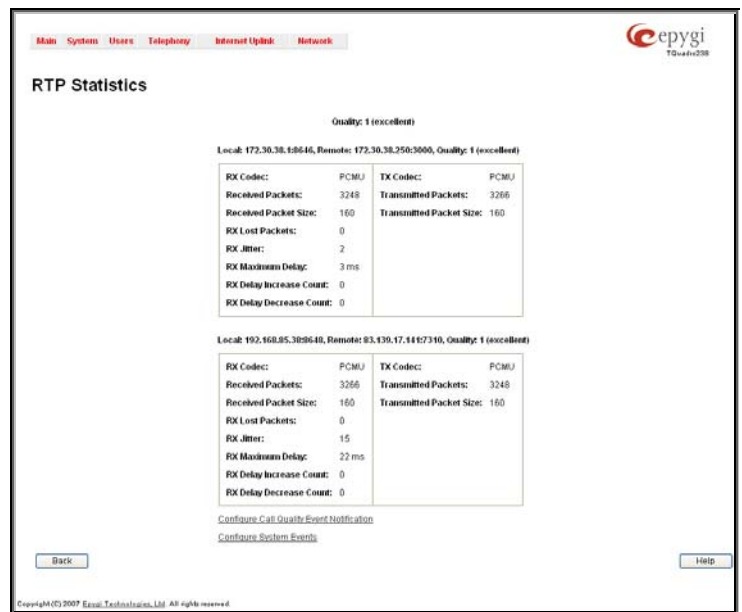 Main System Users Telephony Internet Uplink Network
epygi
TQuadro238
RTP Statistics
Quality: 1 (excellent)
Local: 172.30.38.1:8646, Remote: 172.30.38.250:3000, Quality: 1 (excellent)
RX Codec: PCMU TX Codec: PCMU
Received Packets: 3248 Transmitted Packets: 3266
Received Packet Size: 160 Transmitted Packet Size: 160
RX Lost Packets: 0
RX Jitter: 2
RX Maximum Delay: 3 ms
RX Delay Increase Count: 0
RX Delay Decrease Count: 0
Local: 192.168.85.38:8648, Remote: 83.139.17.141:7310, Quality: 1 (excellent)
RX Codec: PCMU TX Codec: PCMU
Received Packets: 3266 Transmitted Packets: 3248
Received Packet Size: 160 Transmitted Packet Size: 160
RX Lost Packets: 0
RX Jitter: 15
RX Maximum Delay: 22 ms
RX Delay Increase Count: 0
RX Delay Decrease Count: 0
Configure Call Quality Event Notification
Configure System Events
Back Help
Copyright (C) 2007 Epygi Technologies, Ltd. All rights reserved.